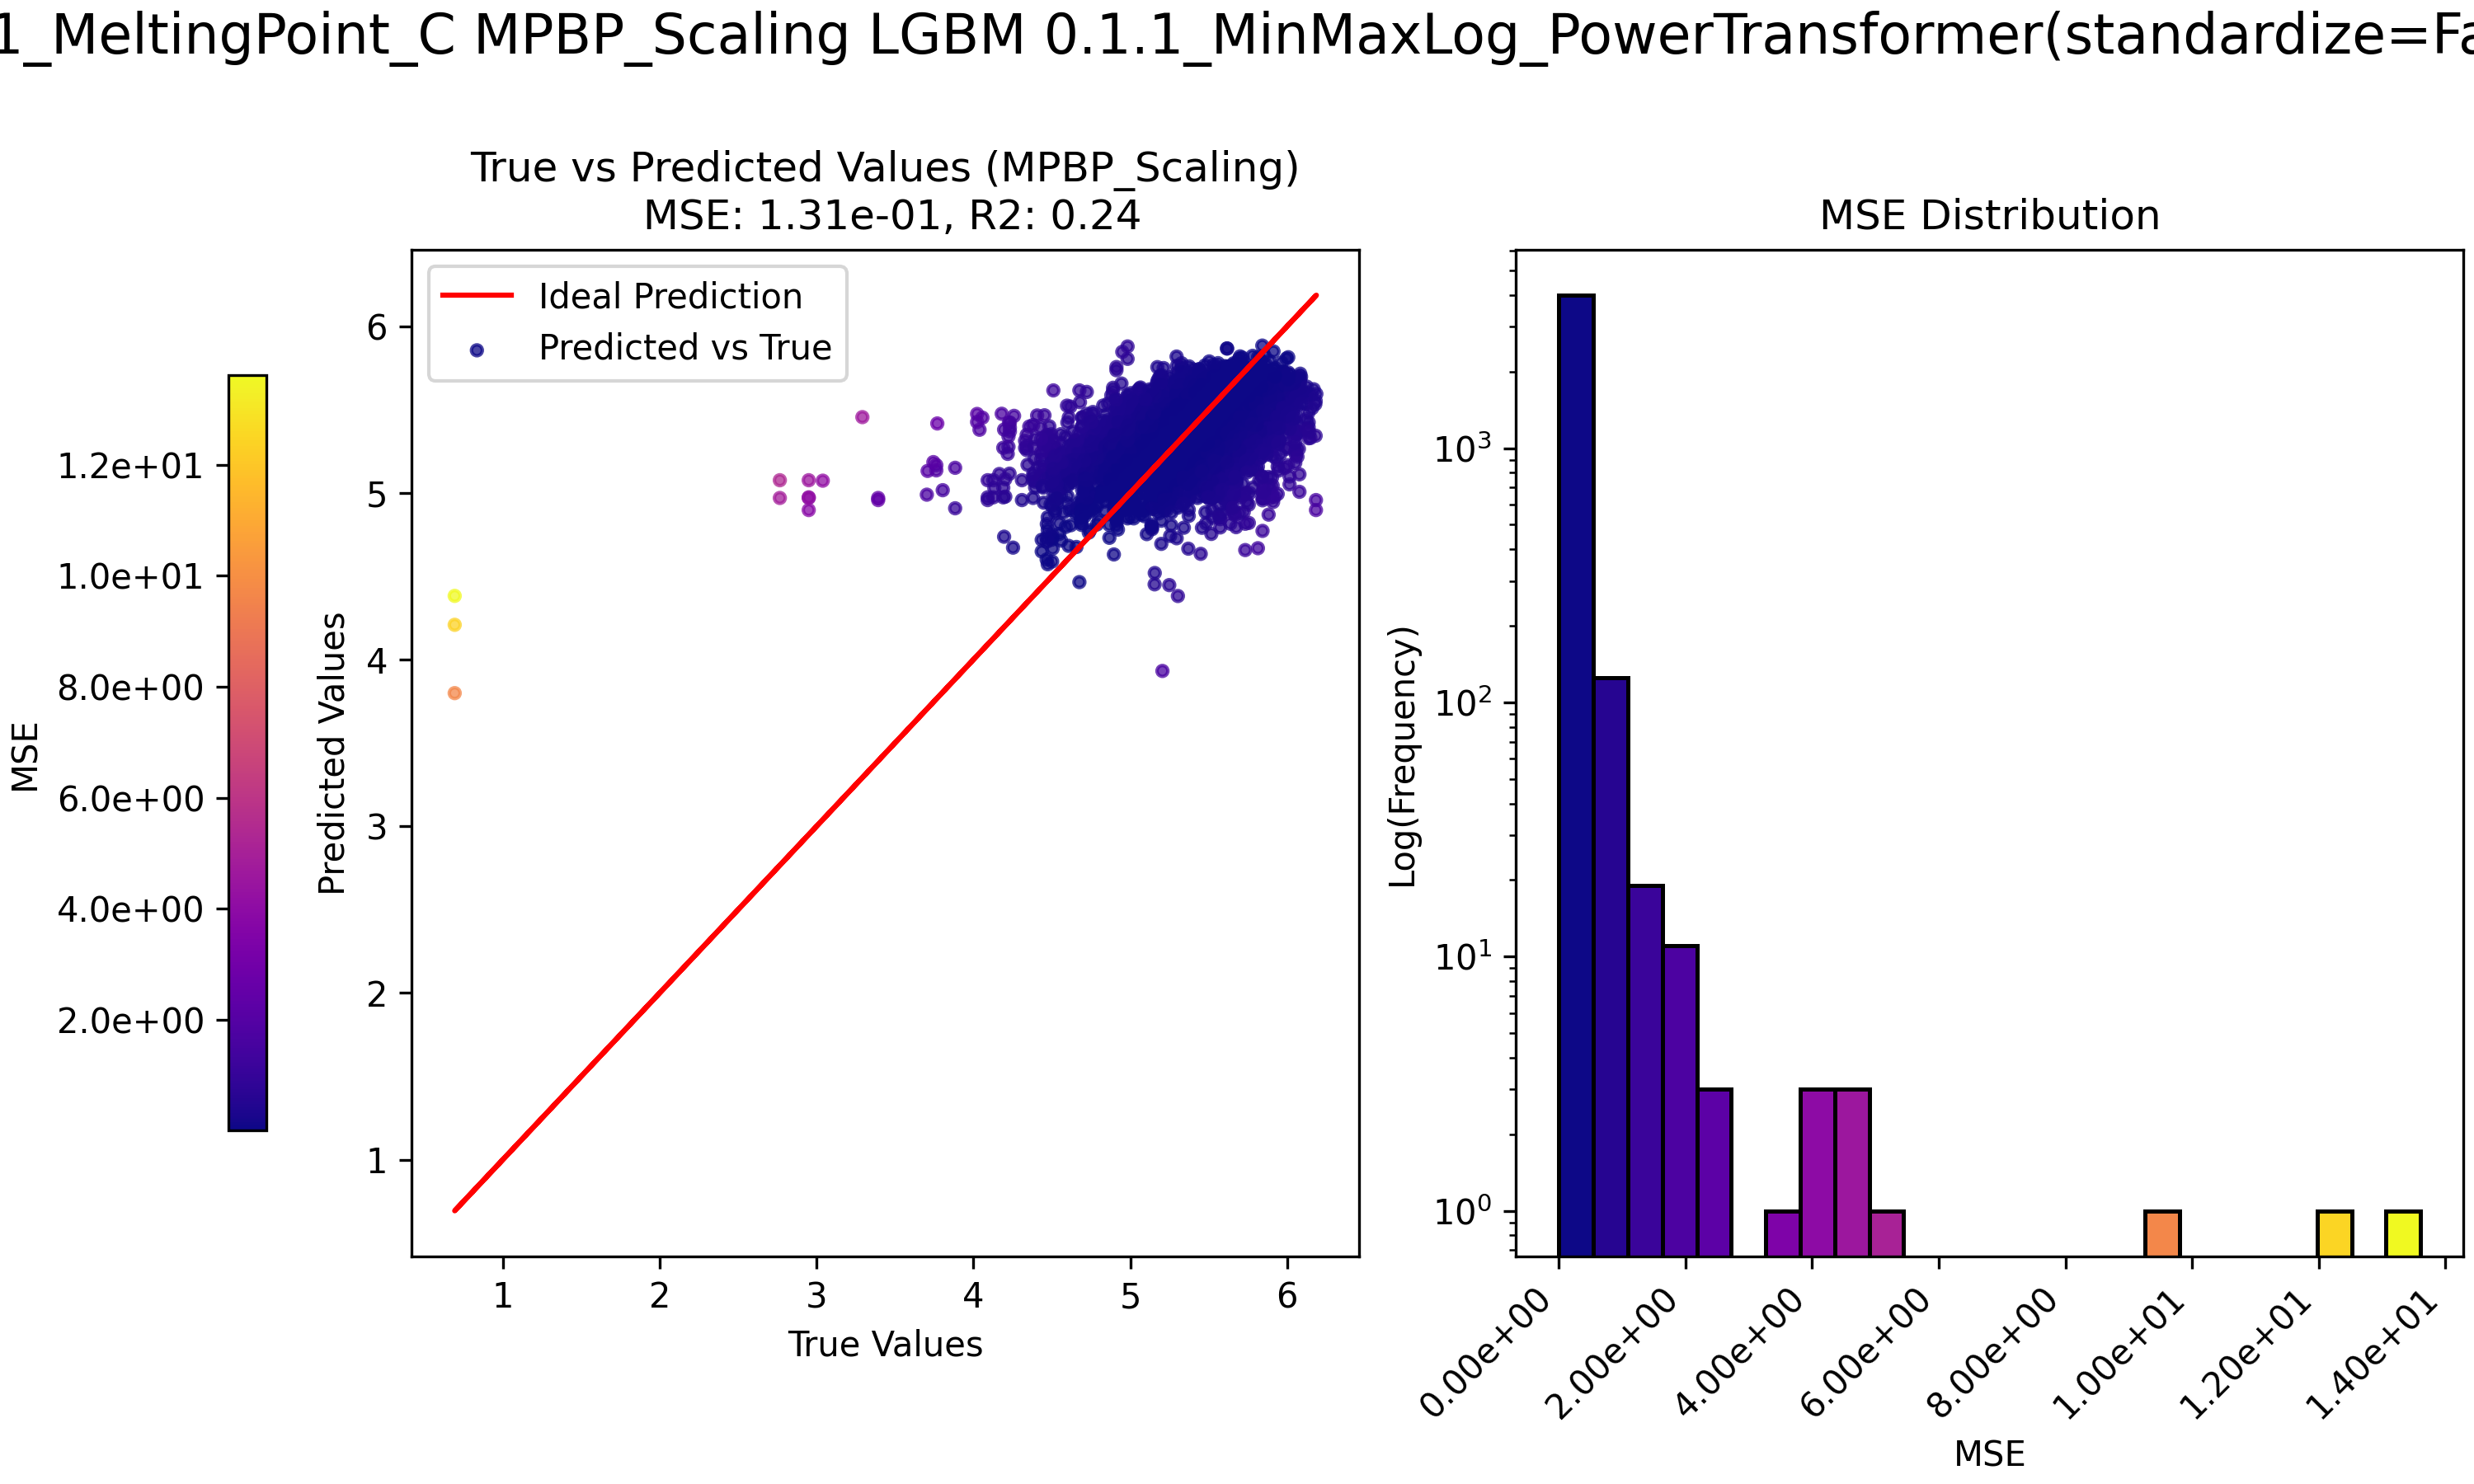 1_MeltingPoint_C MPBP_Scaling LGBM 0.1.1_MinMaxLog_PowerTransformer(standardize=Fa
True vs Predicted Values (MPBP_Scaling)
MSE: 1.31e-01, R2: 0.24
MSE Distribution
Ideal Prediction
Predicted vs True
MSE
1.2e+01
1.0e+01
8.0e+00
6.0e+00
4.0e+00
2.0e+00
Predicted Values
6
5
4
3
2
1
1 2 3 4 5 6
True Values
Log(Frequency)
10³
10²
10¹
10⁰
0.00e+00 2.00e+00 4.00e+00 6.00e+00 8.00e+00 1.00e+01 1.20e+01 1.40e+01
MSE